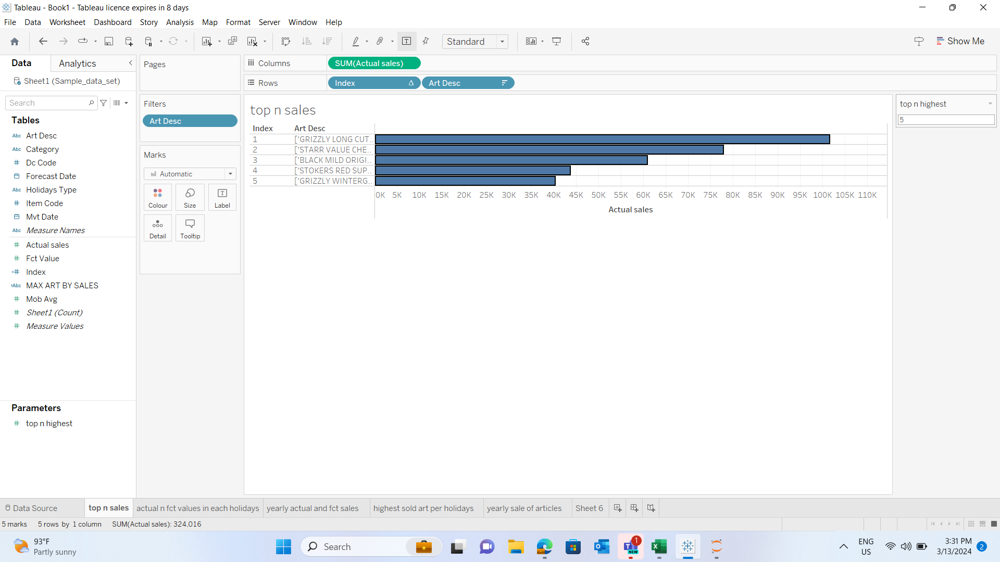 Tableau - Book1 - Tableau licence expires in 8 days
File Data Worksheet Dashboard Story Analysis Map Format Server Window Help
Standard
Show Me
Data Analytics
Sheet1 (Sample_data_set)
Search
Tables
Abc Art Desc
Abc Category
# Dc Code
Forecast Date
Abc Holidays Type
# Item Code
Mvt Date
Abc Measure Names
# Actual sales
# Fct Value
=# Index
=Abc MAX ART BY SALES
# Mob Avg
# Sheet1 (Count)
# Measure Values
Parameters
# top n highest
Pages
Filters
Art Desc
Marks
Automatic
Colour Size Label
Detail Tooltip
Columns SUM(Actual sales)
Rows Index Δ Art Desc
top n sales
Index Art Desc
1 ['GRIZZLY LONG CUT..
2 ['STARR VALUE CHE..
3 ['BLACK MILD ORIGI..
4 ['STOKERS RED SUP..
5 ['GRIZZLY WINTERG..
0K 5K 10K 15K 20K 25K 30K 35K 40K 45K 50K 55K 60K 65K 70K 75K 80K 85K 90K 95K 100K 105K 110K
Actual sales
top n highest
5
Data Source top n sales actual n fct values in each holidays yearly actual and fct sales highest sold art per holidays yearly sale of articles Sheet 6
5 marks 5 rows by 1 column SUM(Actual sales): 324,016
93°F
Partly sunny
Search
1
NEW
ENG
US
3:31 PM
3/13/2024
2